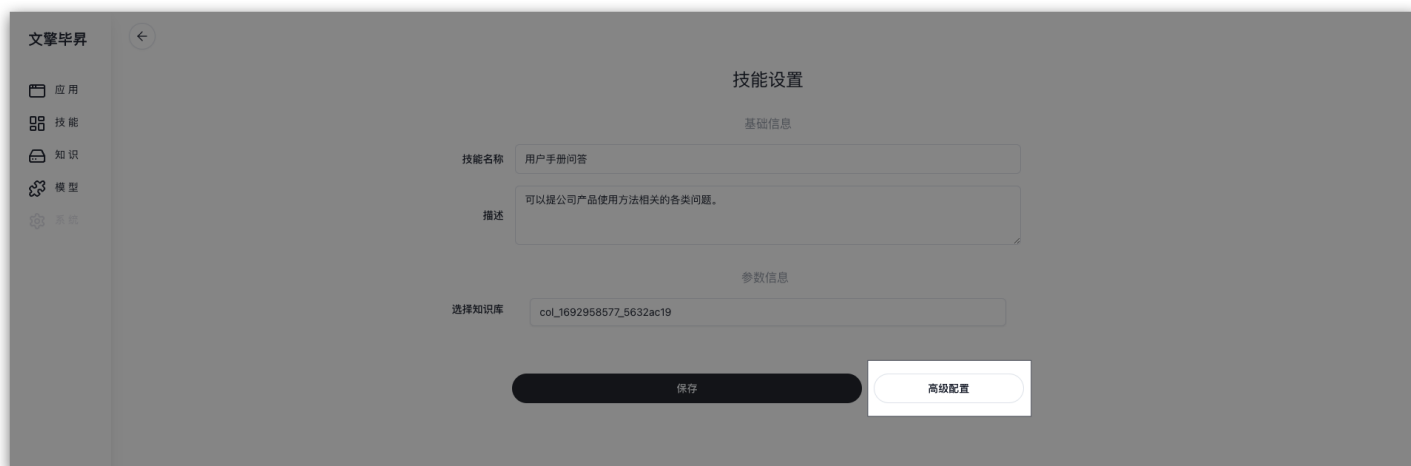 文擎毕昇
应用
技能
知识
模型
系统
技能设置
基础信息
技能名称
用户手册问答
描述
可以提公司产品使用方法相关的各类问题。
参数信息
选择知识库
col_1692958577_5632ac19
保存
高级配置